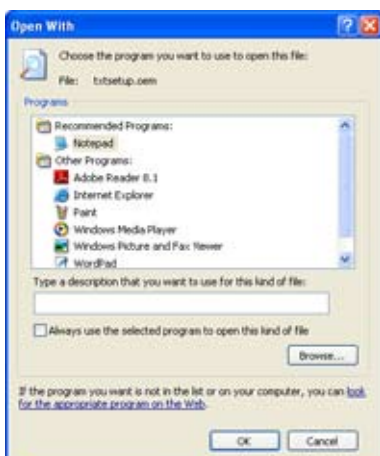 Open With
Choose the program you want to use to open this file:
File: txtsetup.oem
Programs
Recommended Programs:
Notepad
Other Programs:
Adobe Reader 8.1
Internet Explorer
Paint
Windows Media Player
Windows Picture and Fax Viewer
WordPad
Type a description that you want to use for this kind of file:
Always use the selected program to open this kind of file
Browse...
If the program you want is not in the list or on your computer, you can look
for the appropriate program on the Web.
OK
Cancel